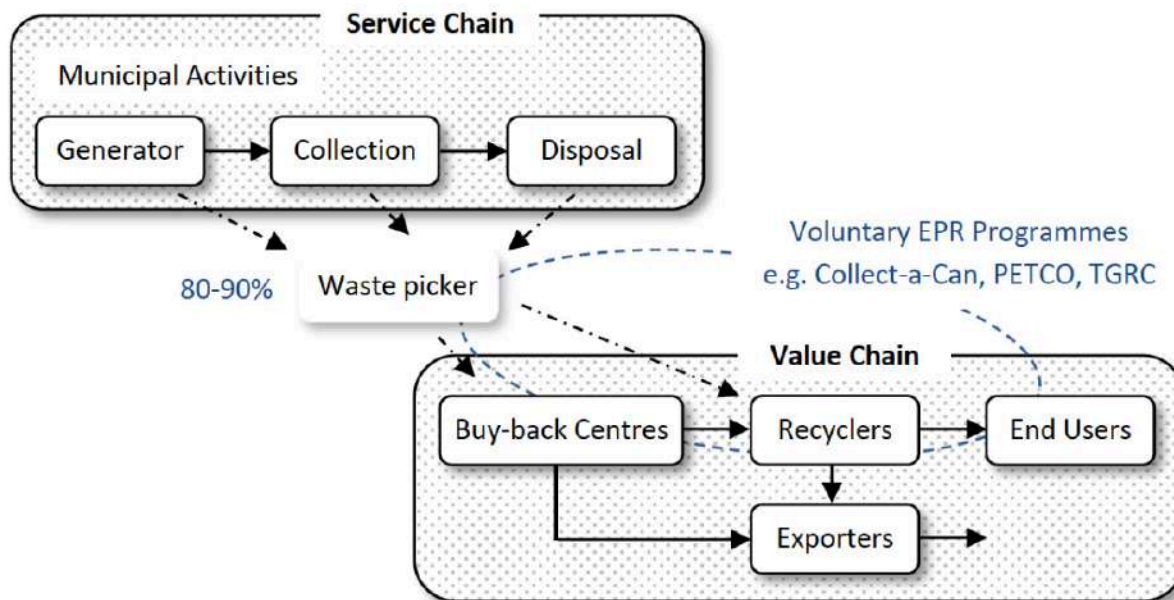 Service Chain
Municipal Activities
Generator
Collection
Disposal
80-90%
Waste picker
Voluntary EPR Programmes
e.g. Collect-a-Can, PETCO, TGRC
Value Chain
Buy-back Centres
Recyclers
End Users
Exporters